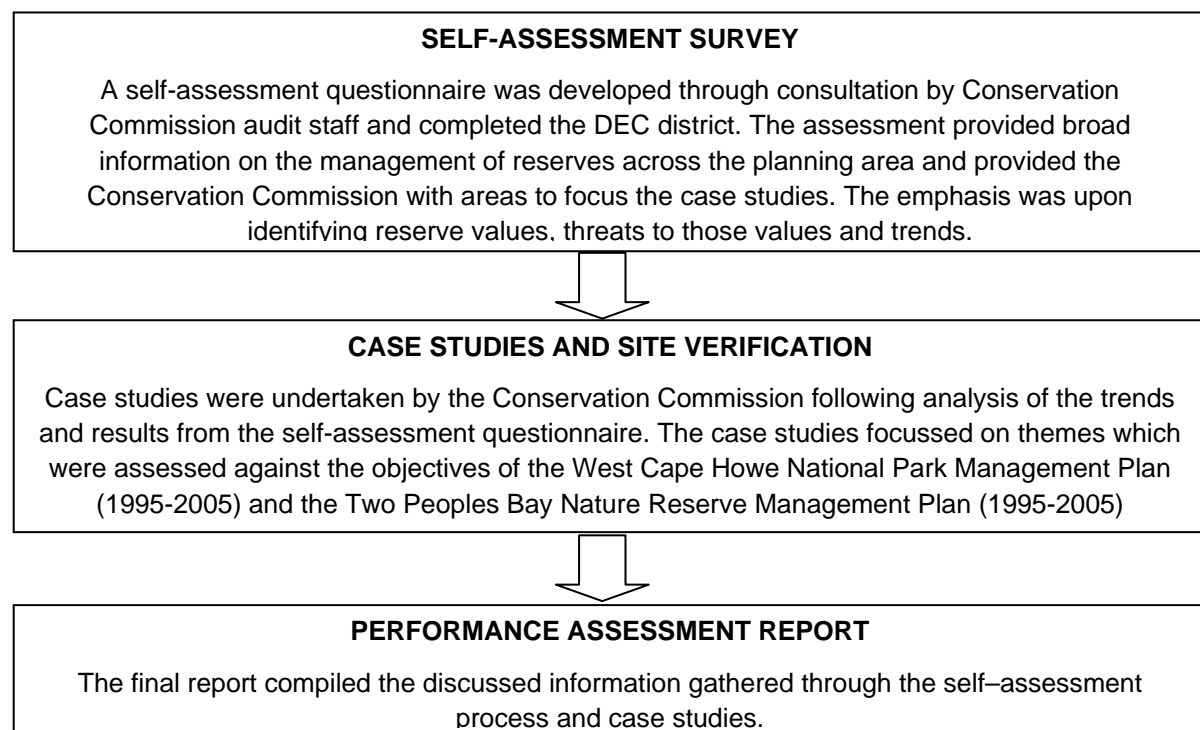 SELF-ASSESSMENT SURVEY
A self-assessment questionnaire was developed through consultation by Conservation
Commission audit staff and completed the DEC district. The assessment provided broad
information on the management of reserves across the planning area and provided the
Conservation Commission with areas to focus the case studies. The emphasis was upon
identifying reserve values, threats to those values and trends.
CASE STUDIES AND SITE VERIFICATION
Case studies were undertaken by the Conservation Commission following analysis of the trends
and results from the self-assessment questionnaire. The case studies focussed on themes which
were assessed against the objectives of the West Cape Howe National Park Management Plan
(1995-2005) and the Two Peoples Bay Nature Reserve Management Plan (1995-2005)
PERFORMANCE ASSESSMENT REPORT
The final report compiled the discussed information gathered through the self–assessment
process and case studies.